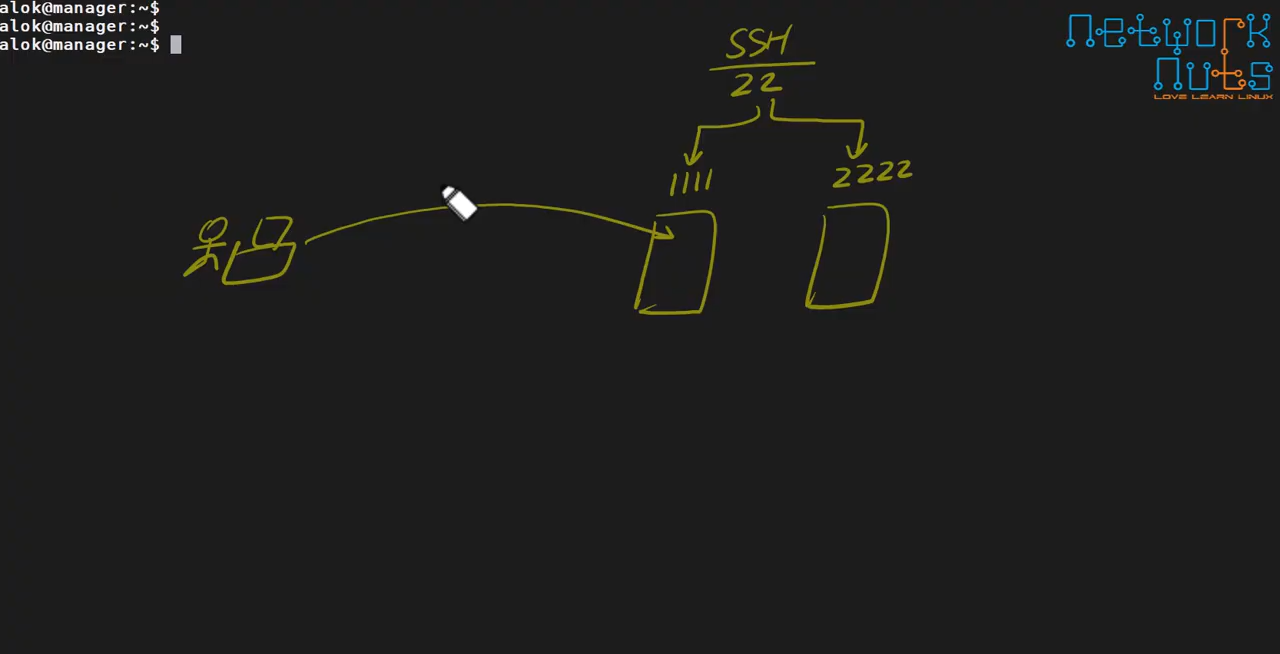 alok@manager:~$
alok@manager:~$
alok@manager:~$
SSH
22
1111
2222
network
nuts
LOVE LEARN LINUX